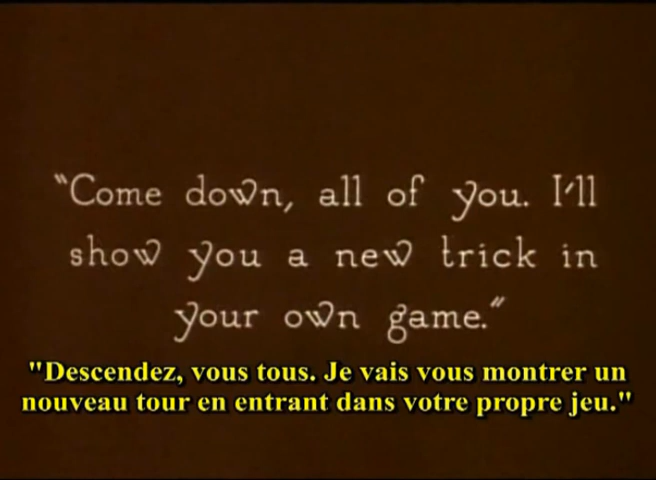 “Come down, all of you. I'll
show you a new trick in
your own game.”
"Descendez, vous tous. Je vais vous montrer un
nouveau tour en entrant dans votre propre jeu."